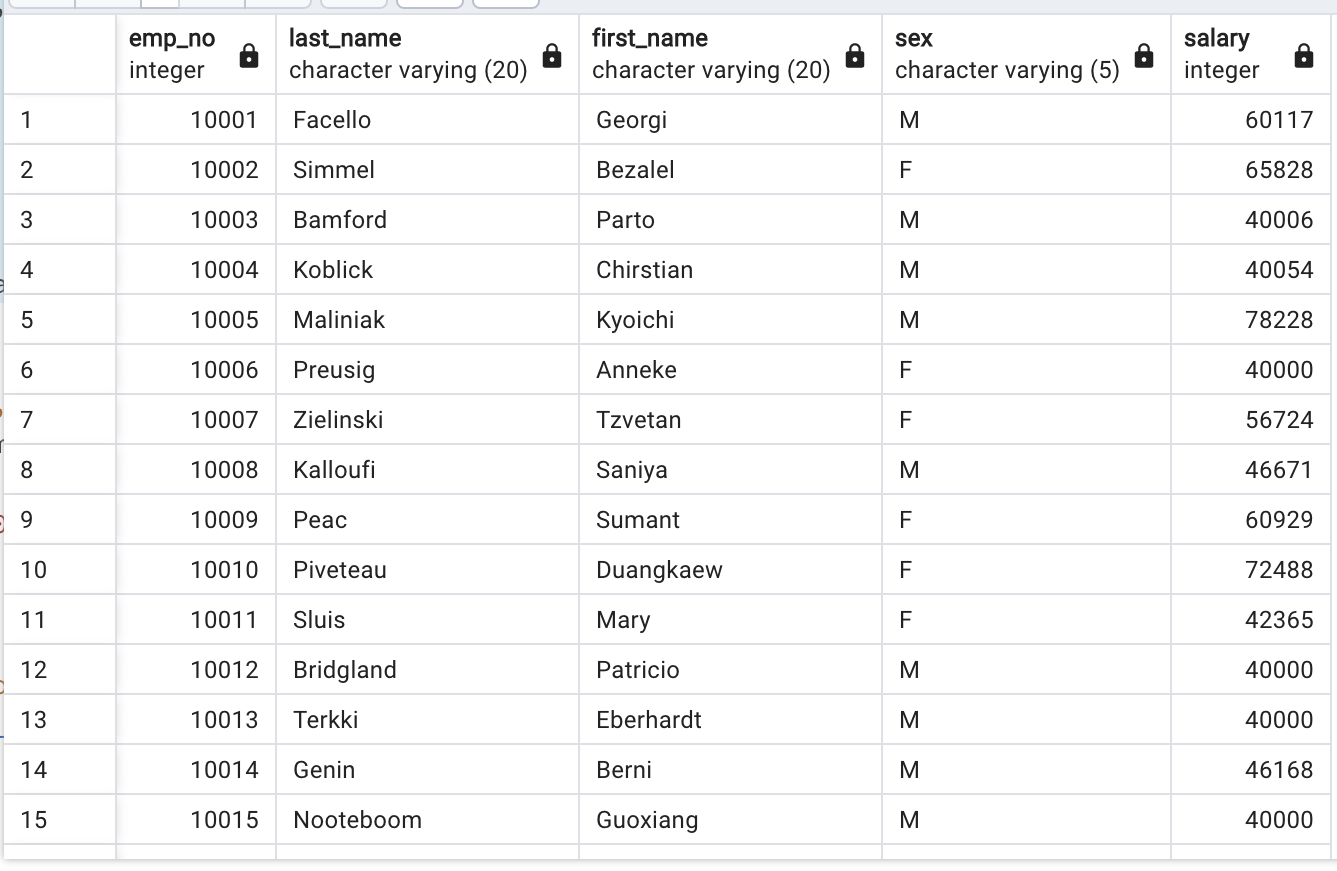 emp_no last_name first_name sex salary
integer character varying (20) character varying (20) character varying (5) integer
1 10001 Facello Georgi M 60117
2 10002 Simmel Bezalel F 65828
3 10003 Bamford Parto M 40006
4 10004 Koblick Chirstian M 40054
5 10005 Maliniak Kyoichi M 78228
6 10006 Preusig Anneke F 40000
7 10007 Zielinski Tzvetan F 56724
8 10008 Kalloufi Saniya M 46671
9 10009 Peac Sumant F 60929
10 10010 Piveteau Duangkaew F 72488
11 10011 Sluis Mary F 42365
12 10012 Bridgland Patricio M 40000
13 10013 Terkki Eberhardt M 40000
14 10014 Genin Berni M 46168
15 10015 Nooteboom Guoxiang M 40000